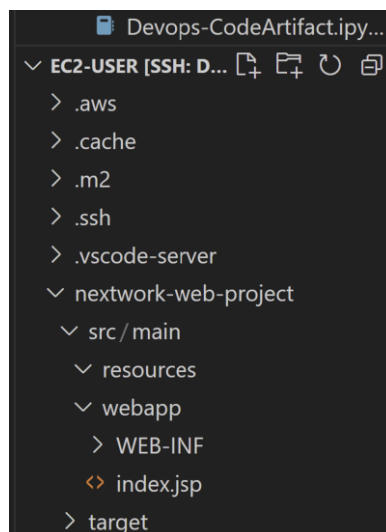 Devops-CodeArtifact.ipy...
EC2-USER [SSH: D...
.aws
.cache
.m2
.ssh
.vscode-server
nextwork-web-project
src/main
resources
webapp
WEB-INF
index.jsp
target